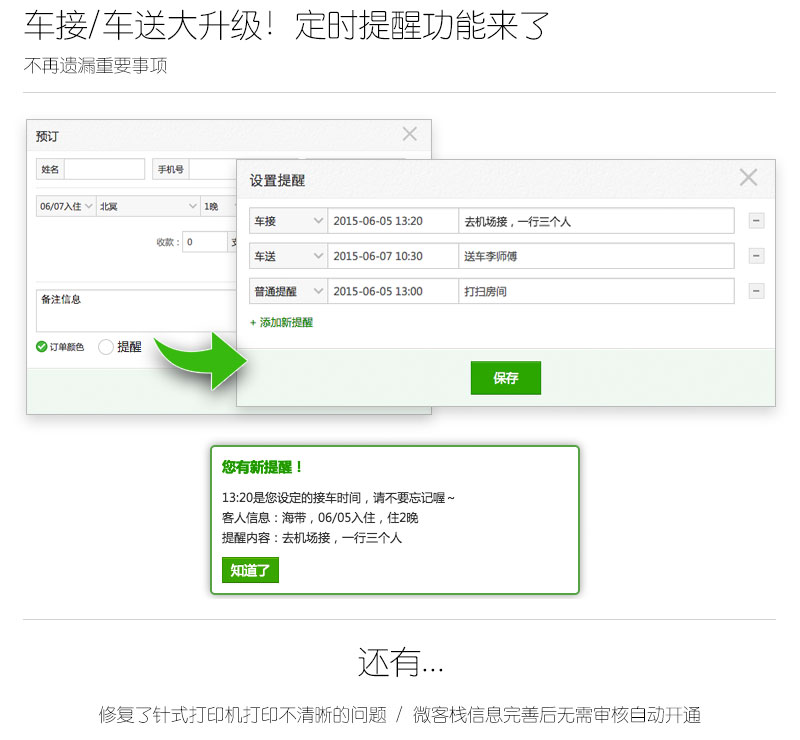 车接/车送大升级！定时提醒功能来了
不再遗漏重要事项
预订
姓名 手机号
06/07入住 北冥 1晚
收款：0
备注信息
订单颜色 提醒
设置提醒
车接 2015-06-05 13:20 去机场接，一行三个人
车送 2015-06-07 10:30 送车李师傅
普通提醒 2015-06-05 13:00 打扫房间
+ 添加新提醒
保存
您有新提醒！
13:20是您设定的接车时间，请不要忘记喔～
客人信息：海带，06/05入住，住2晚
提醒内容：去机场接，一行三个人
知道了
还有...
修复了针式打印机打印不清晰的问题 / 微客栈信息完善后无需审核自动开通